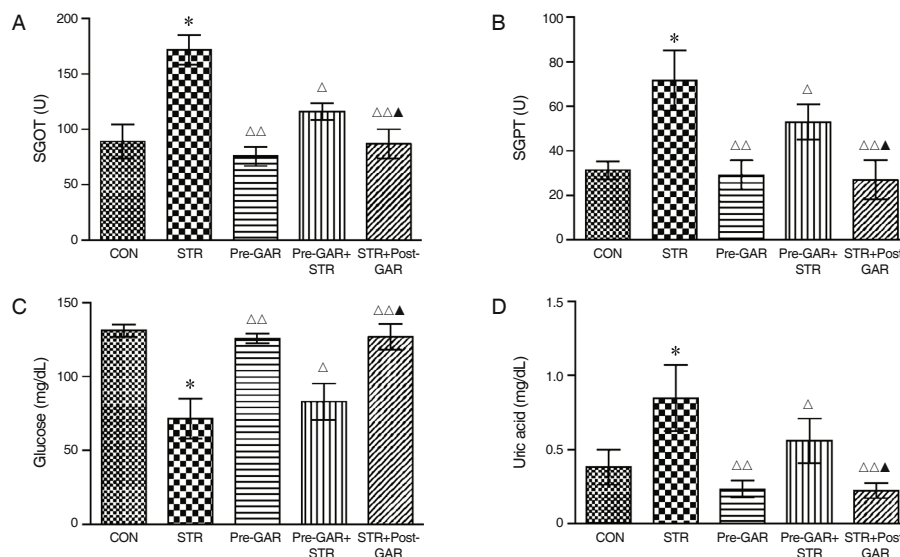 A
SGOT (U)
200
150
100
50
0
*
△△
△
△△▲
CON
STR
Pre-GAR
Pre-GAR+
STR
STR+Post-
GAR
B
SGPT (U)
100
80
60
40
20
0
*
△△
△
△△▲
CON
STR
Pre-GAR
Pre-GAR+
STR
STR+Post-
GAR
C
Glucose (mg/dL)
150
100
50
0
*
△△
△
△△▲
CON
STR
Pre-GAR
Pre-GAR+
STR
STR+Post-
GAR
D
Uric acid (mg/dL)
1.5
1.0
0.5
0
*
△△
△
△△▲
CON
STR
Pre-GAR
Pre-GAR+
STR
STR+Post-
GAR